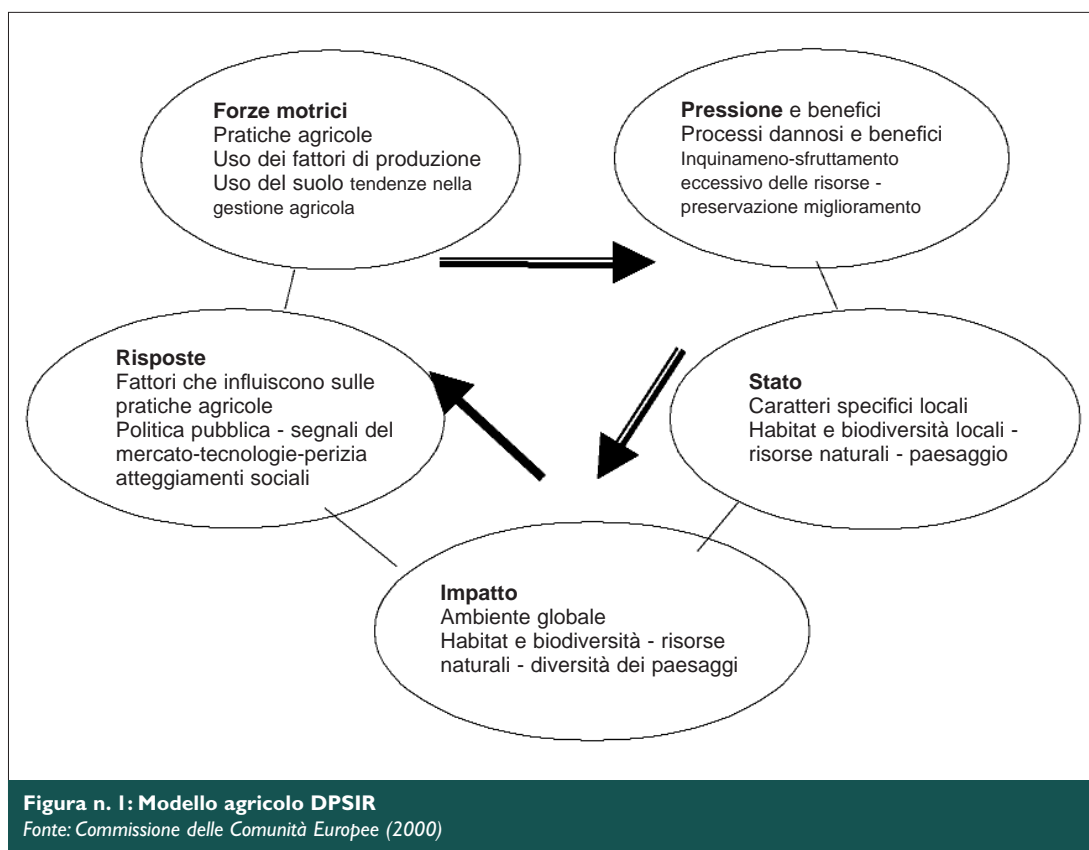 Forze motrici
Pratiche agricole
Uso dei fattori di produzione
Uso del suolo tendenze nella
gestione agricola
Pressione e benefici
Processi dannosi e benefici
Inquinameno-sfruttamento
eccessivo delle risorse -
preservazione miglioramento
Risposte
Fattori che influiscono sulle
pratiche agricole
Politica pubblica - segnali del
mercato-tecnologie-perizia
atteggiamenti sociali
Stato
Caratteri specifici locali
Habitat e biodiversità locali -
risorse naturali - paesaggio
Impatto
Ambiente globale
Habitat e biodiversità - risorse
naturali - diversità dei paesaggi
Figura n. 1: Modello agricolo DPSIR
Fonte: Commissione delle Comunità Europee (2000)